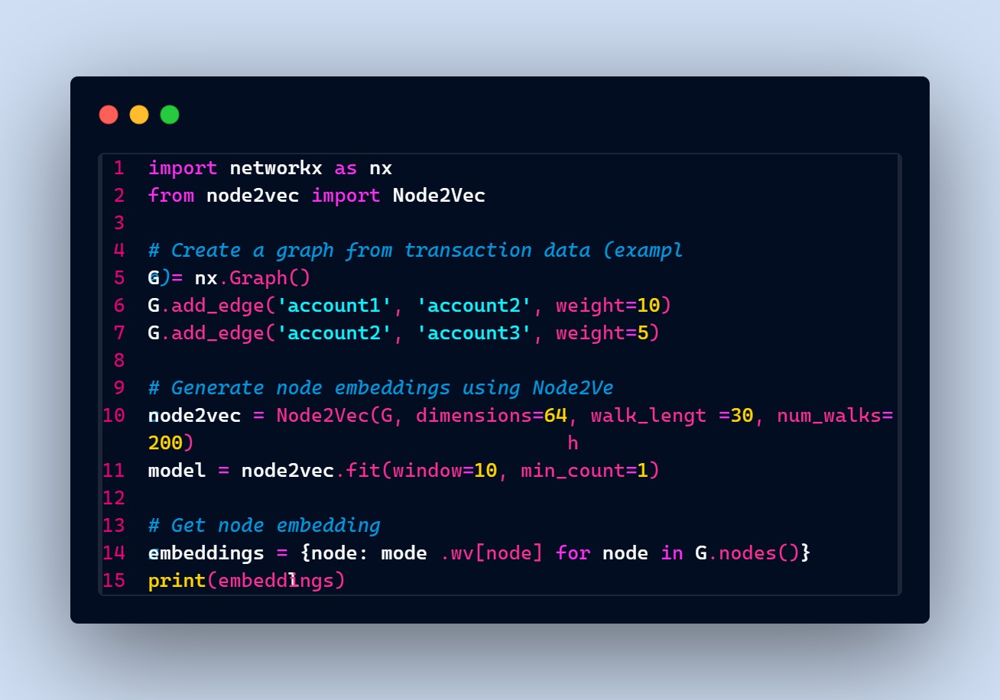 1 import networkx as nx
2 from node2vec import Node2Vec
3
4 # Create a graph from transaction data (exampl
5 G = nx.Graph()
e)
6 G.add_edge('account1', 'account2', weight=10)
7 G.add_edge('account2', 'account3', weight=5)
8
9 # Generate node embeddings using Node2Ve
c
10 node2vec = Node2Vec(G, dimensions=64, walk_lengt =30, num_walks=
200) h
11 model = node2vec.fit(window=10, min_count=1)
12
13 # Get node embedding
s
14 embeddings = {node: mode .wv[node] for node in G.nodes()}
l
15 print(embeddings)